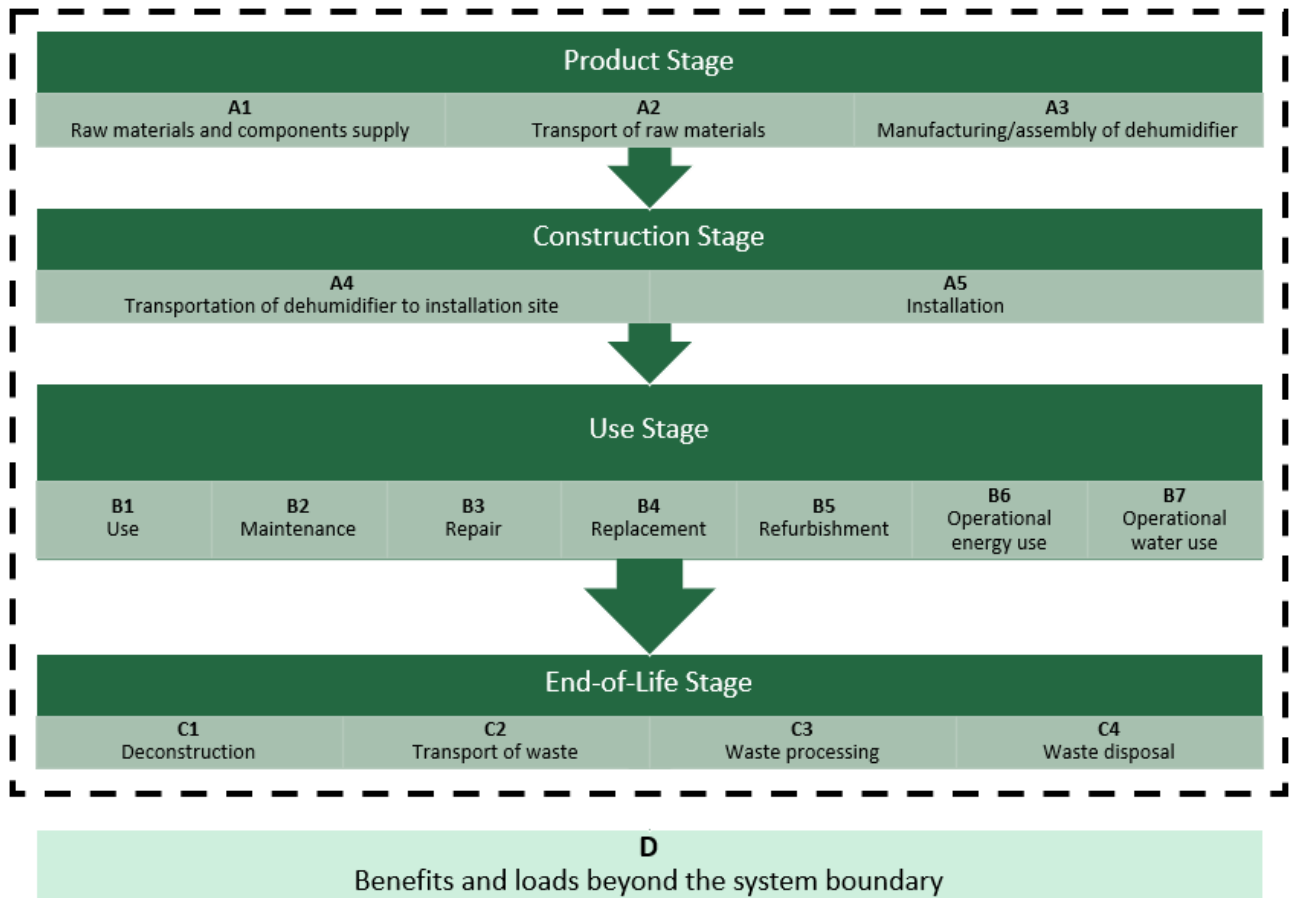 Product Stage
A1
Raw materials and components supply
A2
Transport of raw materials
A3
Manufacturing/assembly of dehumidifier
Construction Stage
A4
Transportation of dehumidifier to installation site
A5
Installation
Use Stage
B1
Use
B2
Maintenance
B3
Repair
B4
Replacement
B5
Refurbishment
B6
Operational
energy use
B7
Operational
water use
End-of-Life Stage
C1
Deconstruction
C2
Transport of waste
C3
Waste processing
C4
Waste disposal
D
Benefits and loads beyond the system boundary